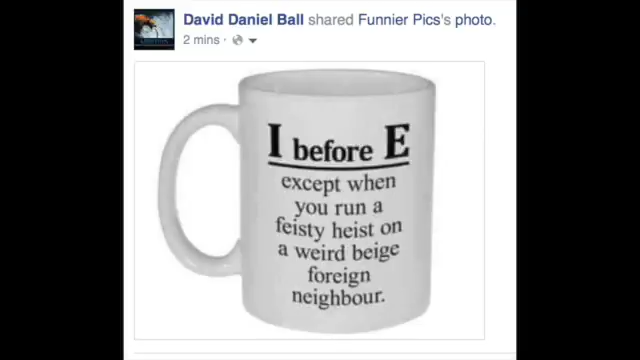 David Daniel Ball shared Funnier Pics's photo.
2 mins ·
I before E
except when
you run a
feisty heist on
a weird beige
foreign
neighbour.